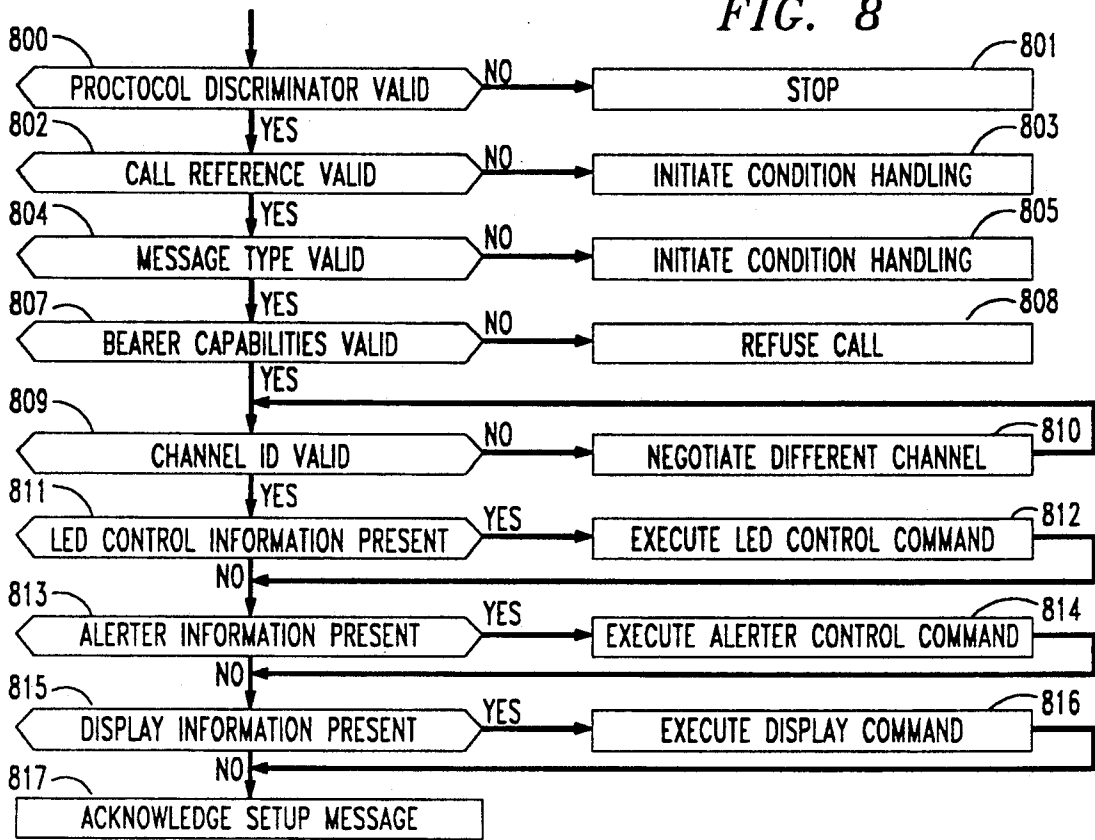 FIG. 8
800
801
PROCTOCOL DISCRIMINATOR VALID
NO
STOP
YES
802
803
CALL REFERENCE VALID
NO
INITIATE CONDITION HANDLING
YES
804
805
MESSAGE TYPE VALID
NO
INITIATE CONDITION HANDLING
YES
807
808
BEARER CAPABILITIES VALID
NO
REFUSE CALL
YES
809
810
CHANNEL ID VALID
NO
NEGOTIATE DIFFERENT CHANNEL
YES
811
812
LED CONTROL INFORMATION PRESENT
YES
EXECUTE LED CONTROL COMMAND
NO
813
814
ALERTER INFORMATION PRESENT
YES
EXECUTE ALERTER CONTROL COMMAND
NO
815
816
DISPLAY INFORMATION PRESENT
YES
EXECUTE DISPLAY COMMAND
NO
817
ACKNOWLEDGE SETUP MESSAGE